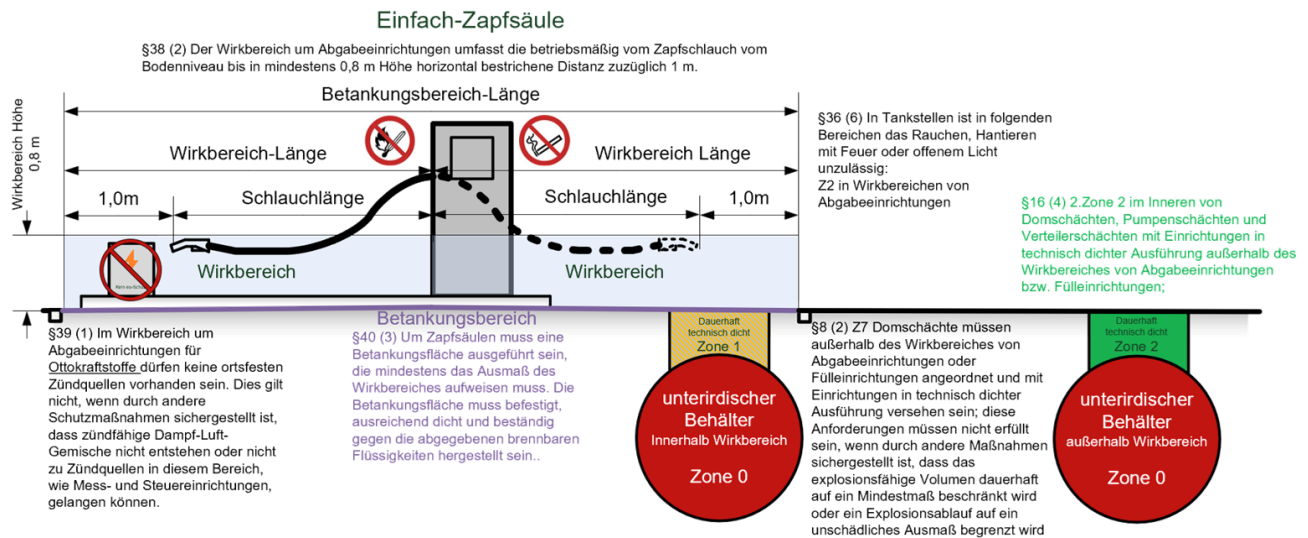 Einfach-Zapfsäule
§38 (2) Der Wirkbereich um Abgabeeinrichtungen umfasst die betriebsmäßig vom Zapfschlauch vom
Bodenniveau bis in mindestens 0,8 m Höhe horizontal bestrichene Distanz zuzüglich 1 m.
Betankungsbereich-Länge
Wirkbereich Höhe
0,8 m
Wirkbereich-Länge
Wirkbereich Länge
1,0m
Schlauchlänge
Schlauchlänge
1,0m
Wirkbereich
Wirkbereich
§36 (6) In Tankstellen ist in folgenden
Bereichen das Rauchen, Hantieren
mit Feuer oder offenem Licht
unzulässig:
Z2 in Wirkbereichen von
Abgabeeinrichtungen
§16 (4) 2.Zone 2 im Inneren von
Domschächten, Pumpenschächten und
Verteilerschächten mit Einrichtungen in
technisch dichter Ausführung außerhalb des
Wirkbereiches von Abgabeeinrichtungen
bzw. Fülleinrichtungen;
§39 (1) Im Wirkbereich um
Abgabeeinrichtungen für
Ottokraftstoffe dürfen keine ortsfesten
Zündquellen vorhanden sein. Dies gilt
nicht, wenn durch andere
Schutzmaßnahmen sichergestellt ist,
dass zündfähige Dampf-Luft-
Gemische nicht entstehen oder nicht
zu Zündquellen in diesem Bereich,
wie Mess- und Steuereinrichtungen,
gelangen können.
Betankungsbereich
§40 (3) Um Zapfsäulen muss eine
Betankungsfläche ausgeführt sein,
die mindestens das Ausmaß des
Wirkbereiches aufweisen muss. Die
Betankungsfläche muss befestigt,
ausreichend dicht und beständig
gegen die abgegebenen brennbaren
Flüssigkeiten hergestellt sein..
Dauerhaft
technisch dicht
Zone 1
unterirdischer
Behälter
Innerhalb Wirkbereich
Zone 0
§8 (2) Z7 Domschächte müssen
außerhalb des Wirkbereiches von
Abgabeeinrichtungen oder
Fülleinrichtungen angeordnet und mit
Einrichtungen in technisch dichter
Ausführung versehen sein; diese
Anforderungen müssen nicht erfüllt
sein, wenn durch andere Maßnahmen
sichergestellt ist, dass das
explosionsfähige Volumen dauerhaft
auf ein Mindestmaß beschränkt wird
oder ein Explosionsablauf auf ein
unschädliches Ausmaß begrenzt wird
Dauerhaft
technisch dicht
Zone 2
unterirdischer
Behälter
außerhalb Wirkbereich
Zone 0